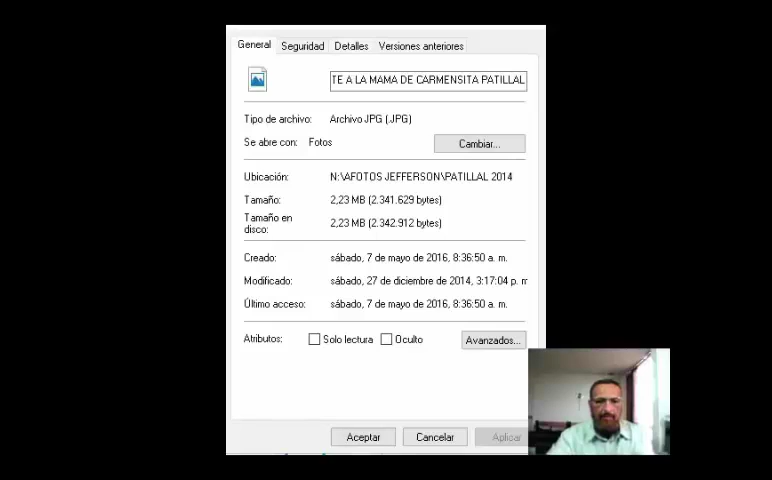 General Seguridad Detalles Versiones anteriores
TE A LA MAMA DE CARMENSITA PATILLAL
Tipo de archivo: Archivo JPG (.JPG)
Se abre con: Fotos Cambiar...
Ubicación: N:\AFOTOS JEFFERSON\PATILLAL 2014
Tamaño: 2,23 MB (2.341.629 bytes)
Tamaño en disco: 2,23 MB (2.342.912 bytes)
Creado: sábado, 7 de mayo de 2016, 8:36:50 a. m.
Modificado: sábado, 27 de diciembre de 2014, 3:17:04 p. m
Último acceso: sábado, 7 de mayo de 2016, 8:36:50 a. m.
Atributos: Solo lectura Oculto Avanzados...
Aceptar Cancelar Aplicar